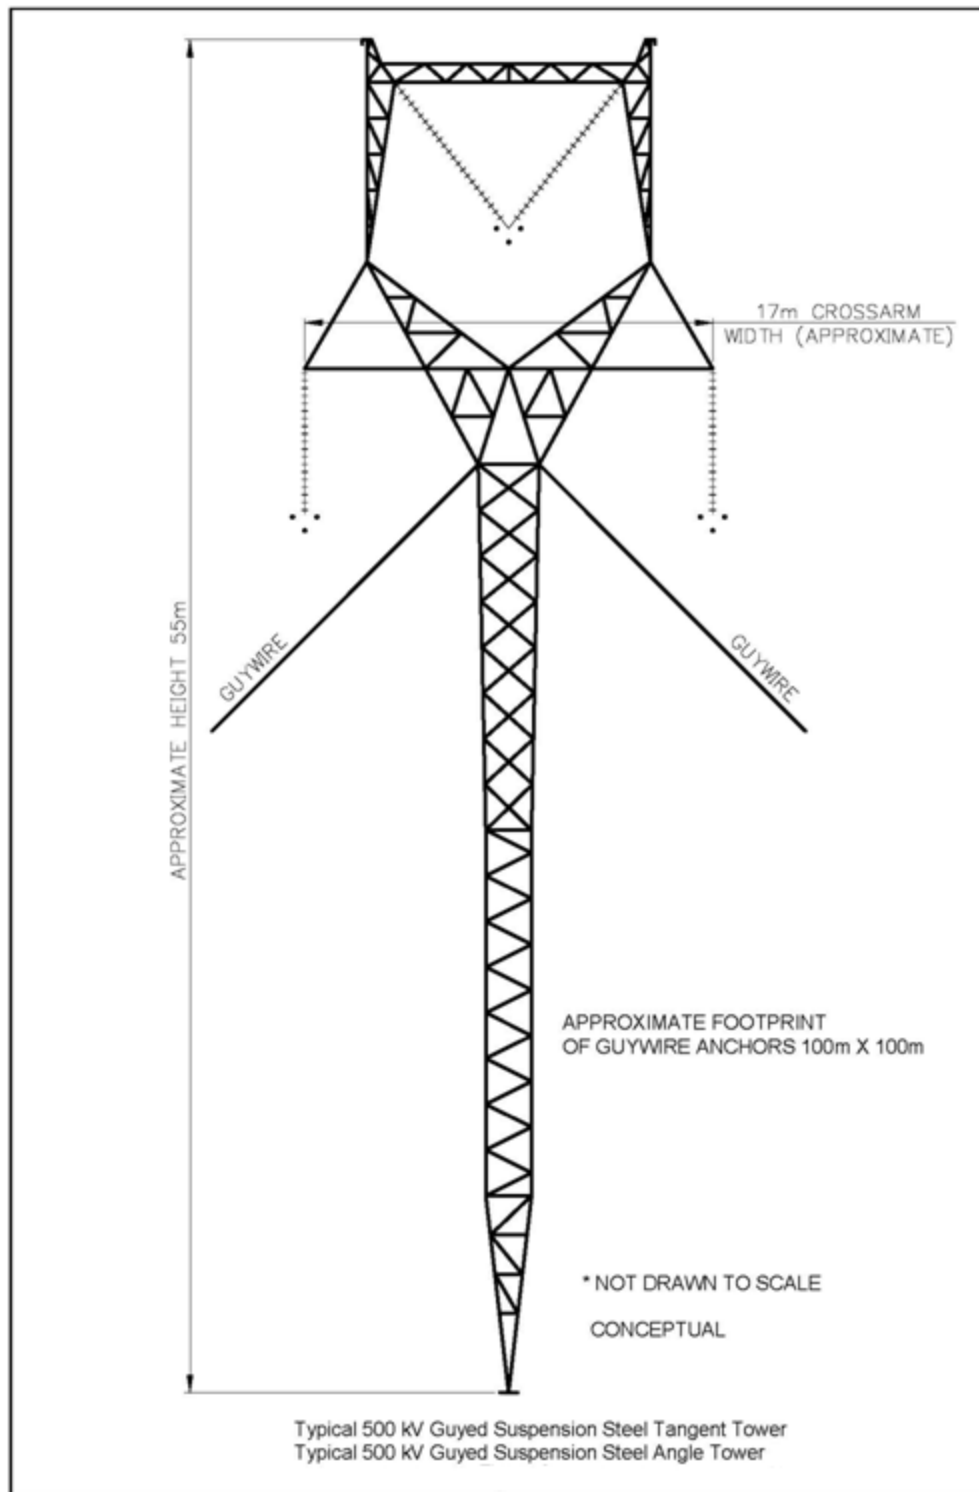 17m CROSSARM
WIDTH (APPROXIMATE)
APPROXIMATE HEIGHT 55m
GUYWIRE
GUYWIRE
APPROXIMATE FOOTPRINT
OF GUYWIRE ANCHORS 100m X 100m
* NOT DRAWN TO SCALE
CONCEPTUAL
Typical 500 kV Guyed Suspension Steel Tangent Tower
Typical 500 kV Guyed Suspension Steel Angle Tower